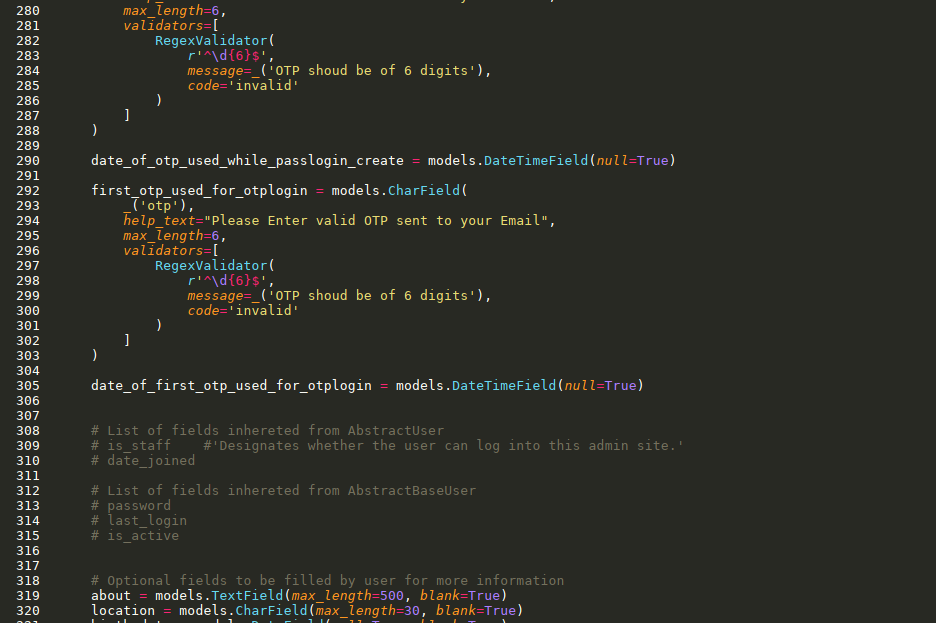 280 max_length=6,
281 validators=[
282 RegexValidator(
283 r'^\d{6}$',
284 message=_('OTP shoud be of 6 digits'),
285 code='invalid'
286 )
287 ]
288 )
289
290 date_of_otp_used_while_passlogin_create = models.DateTimeField(null=True)
291
292 first_otp_used_for_otplogin = models.CharField(
293 _('otp'),
294 help_text="Please Enter valid OTP sent to your Email",
295 max_length=6,
296 validators=[
297 RegexValidator(
298 r'^\d{6}$',
299 message=_('OTP shoud be of 6 digits'),
300 code='invalid'
301 )
302 ]
303 )
304
305 date_of_first_otp_used_for_otplogin = models.DateTimeField(null=True)
306
307
308 # List of fields inhereted from AbstractUser
309 # is_staff    #'Designates whether the user can log into this admin site.'
310 # date_joined
311
312 # List of fields inhereted from AbstractBaseUser
313 # password
314 # last_login
315 # is_active
316
317
318 # Optional fields to be filled by user for more information
319 about = models.TextField(max_length=500, blank=True)
320 location = models.CharField(max_length=30, blank=True)